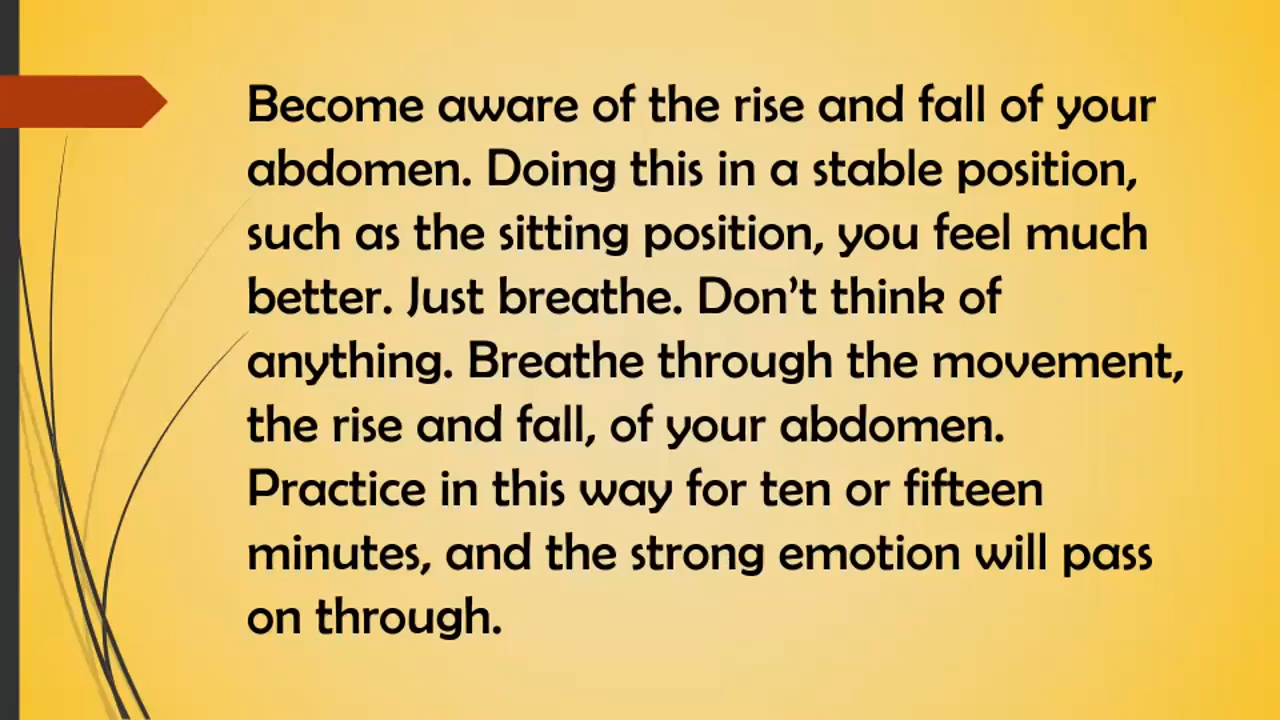 Become aware of the rise and fall of your
abdomen. Doing this in a stable position,
such as the sitting position, you feel much
better. Just breathe. Don’t think of
anything. Breathe through the movement,
the rise and fall, of your abdomen.
Practice in this way for ten or fifteen
minutes, and the strong emotion will pass
on through.